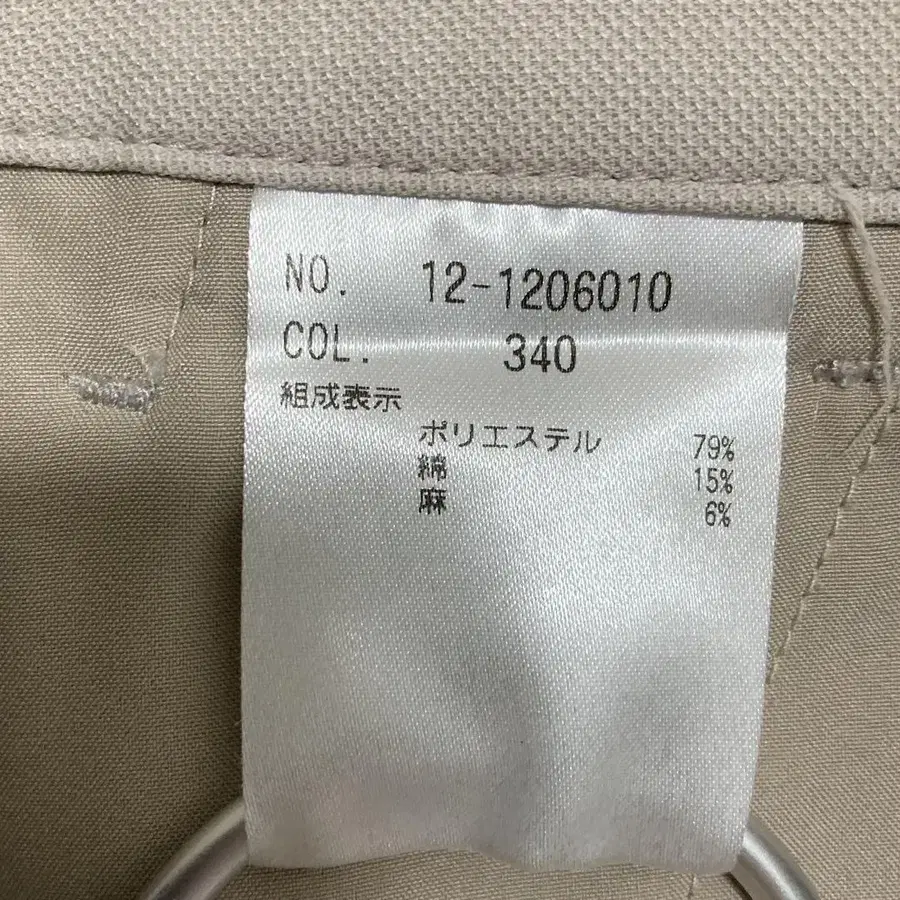 NO. 12-1206010
COL. 340
組成表示
ポリエステル 79%
綿 15%
麻 6%